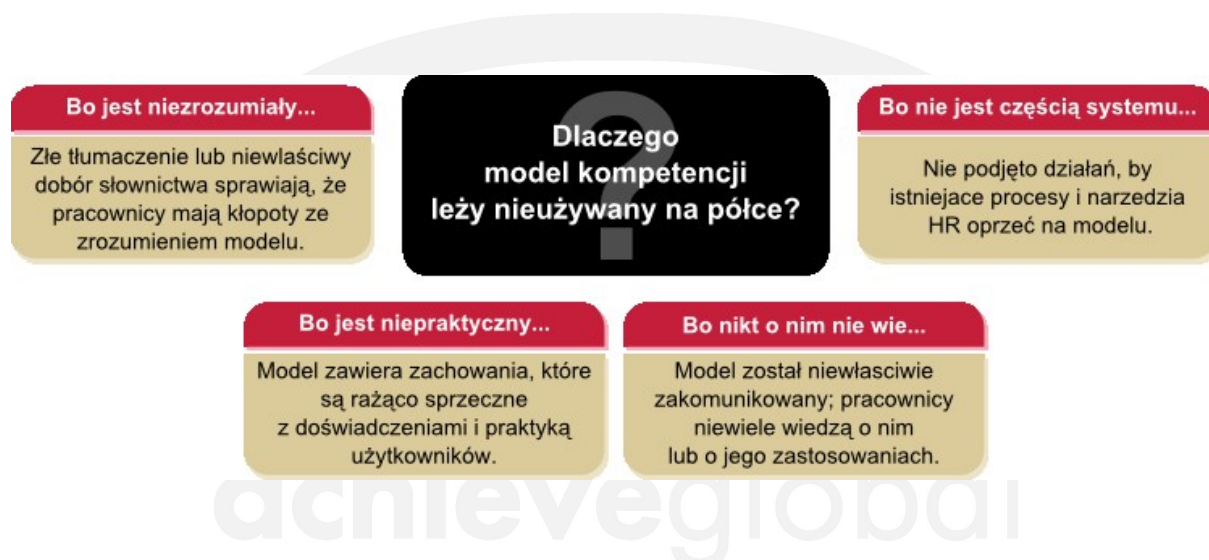 Bo jest niezrozumiały...
Złe tłumaczenie lub niewlaściwy
dobór słownictwa sprawiają, że
pracownicy mają kłopoty ze
zrozumieniem modelu.
Dlaczego
model kompetencji
leży nieużywany na półce?
?
Bo nie jest częścią systemu...
Nie podjęto działań, by
istniejace procesy i narzedzia
HR oprzeć na modelu.
Bo jest niepraktyczny...
Model zawiera zachowania, które
są rażąco sprzeczne
z doświadczeniami i praktyką
użytkowników.
Bo nikt o nim nie wie...
Model został niewłasciwie
zakomunikowany; pracownicy
niewiele wiedzą o nim
lub o jego zastosowaniach.
achieveglobal